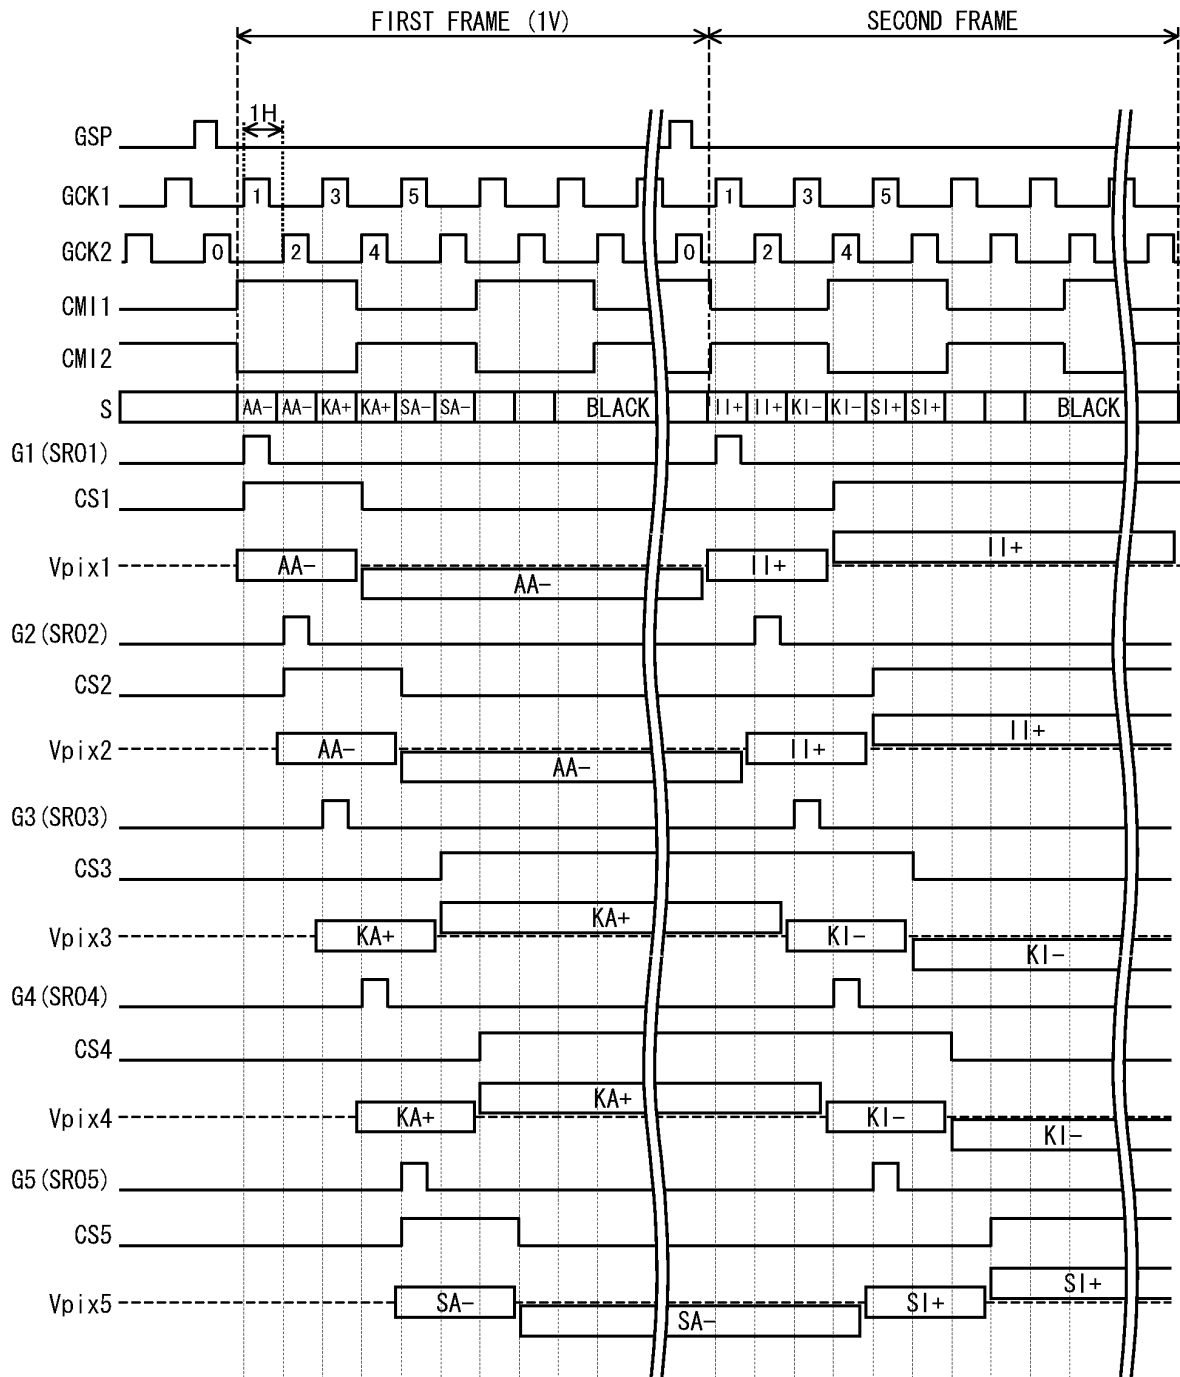 FIRST FRAME (1V) SECOND FRAME
1H
GSP
GCK1 1 3 5 1 3 5
GCK2 0 2 4 0 2 4
CMI1
CMI2
S AA- AA- KA+ KA+ SA- SA- BLACK II+ II+ KI- KI- SI+ SI+ BLACK
G1(SRO1)
CS1
II+
Vpix1 AA- II+
AA-
G2(SRO2)
CS2
II+
Vpix2 AA- II+
AA-
G3(SRO3)
CS3
KA+
Vpix3 KA+ KI-
KI-
G4(SRO4)
CS4
KA+
Vpix4 KA+ KI-
KI-
G5(SRO5)
CS5
SI+
Vpix5 SA- SI+
SA-